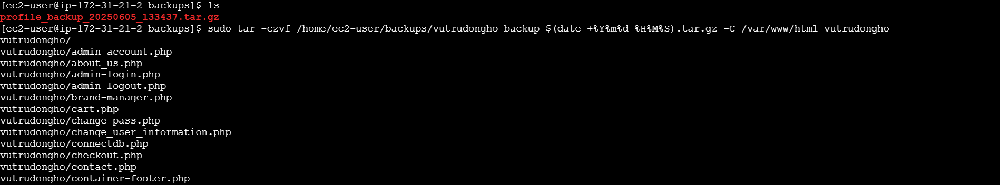 [ec2-user@ip-172-31-21-2 backups]$ ls
profile_backup_20250605_133437.tar.gz
[ec2-user@ip-172-31-21-2 backups]$ sudo tar -czvf /home/ec2-user/backups/vutrudongho_backup_$(date +%Y%m%d_%H%M%S).tar.gz -C /var/www/html vutrudongho
vutrudongho/
vutrudongho/admin-account.php
vutrudongho/about_us.php
vutrudongho/admin-login.php
vutrudongho/admin-logout.php
vutrudongho/brand-manager.php
vutrudongho/cart.php
vutrudongho/change_pass.php
vutrudongho/change_user_information.php
vutrudongho/connectdb.php
vutrudongho/checkout.php
vutrudongho/contact.php
vutrudongho/container-footer.php